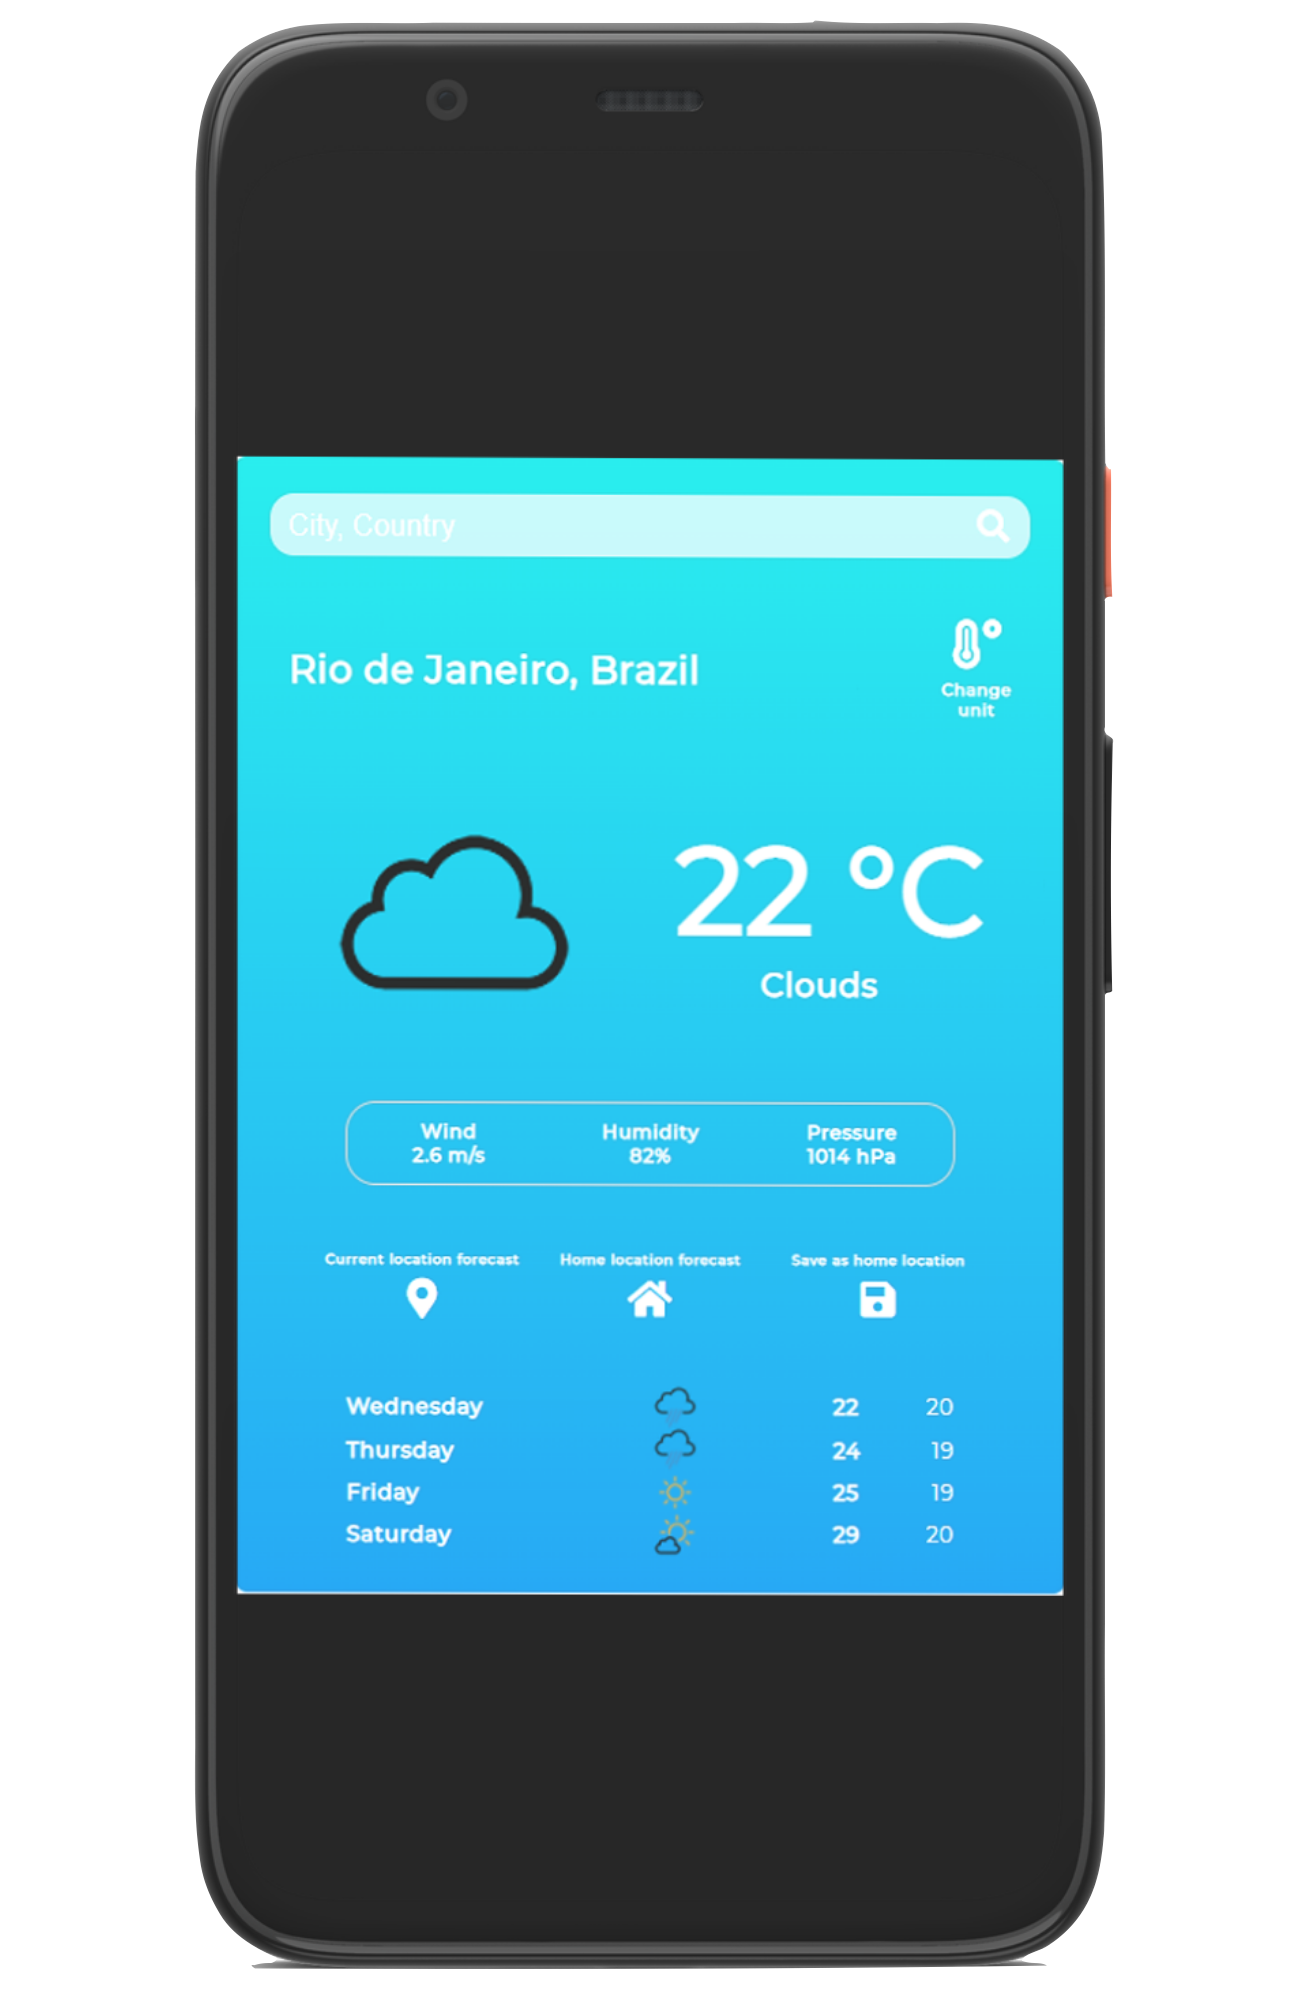 City, Country
Rio de Janeiro, Brazil
Change
unit
22 °C
Clouds
Wind Humidity Pressure
2.6 m/s 82% 1014 hPa
Current location forecast Home location forecast Save as home location
Wednesday 22 20
Thursday 24 19
Friday 25 19
Saturday 29 20